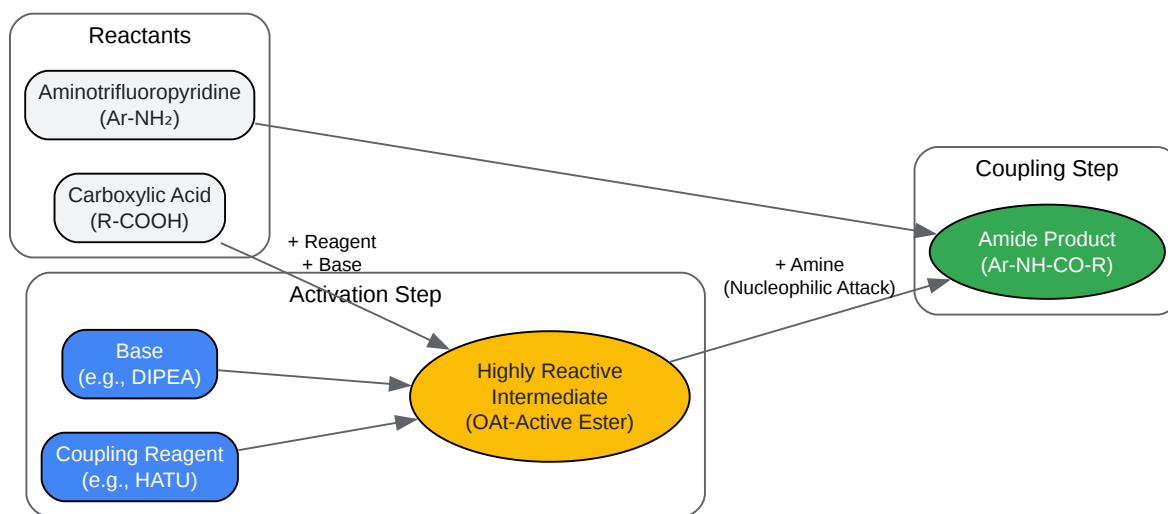 Reactants
Aminotrifluoropyridine
(Ar-NH₂)
Carboxylic Acid
(R-COOH)
+ Reagent
+ Base
Activation Step
Base
(e.g., DIPEA)
Coupling Reagent
(e.g., HATU)
Highly Reactive
Intermediate
(OAt-Active Ester)
+ Amine
(Nucleophilic Attack)
Coupling Step
Amide Product
(Ar-NH-CO-R)